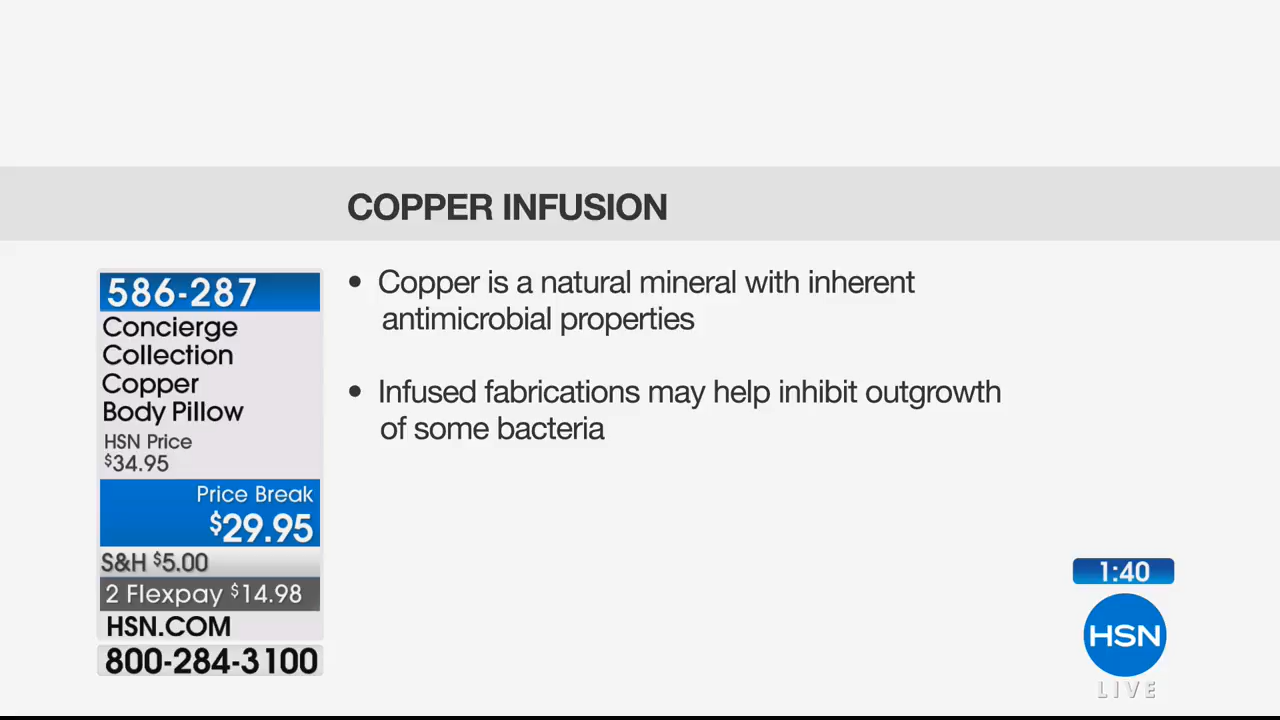 COPPER INFUSION
• Copper is a natural mineral with inherent
antimicrobial properties
• Infused fabrications may help inhibit outgrowth
of some bacteria
586-287
Concierge
Collection
Copper
Body Pillow
HSN Price
$34.95
Price Break
$29.95
S&H $5.00
2 Flexpay $14.98
HSN.COM
800-284-3100
1:40
HSN
LIVE